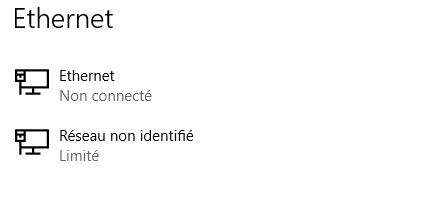 Ethernet
Ethernet
Non connecté
Réseau non identifié
Limité